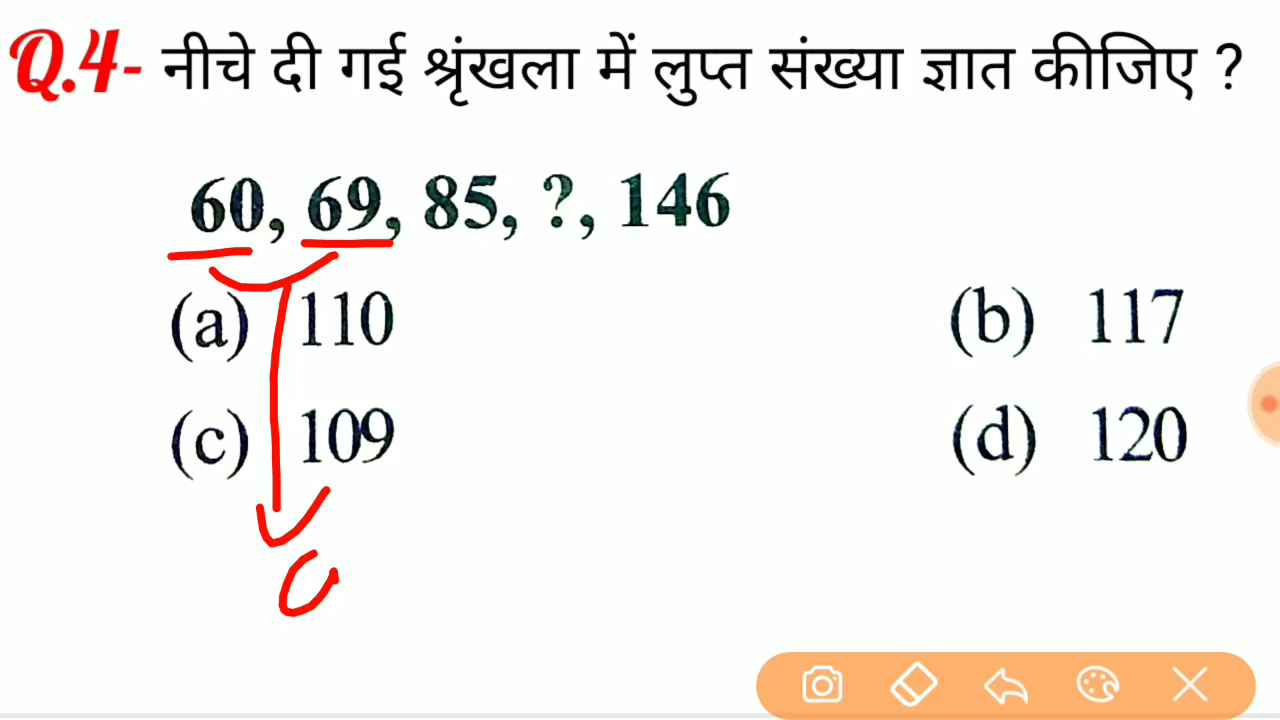 Q.4- नीचे दी गई श्रृंखला में लुप्त संख्या ज्ञात कीजिए ?
60, 69, 85, ?, 146
(a) 110 (b) 117
(c) 109 (d) 120